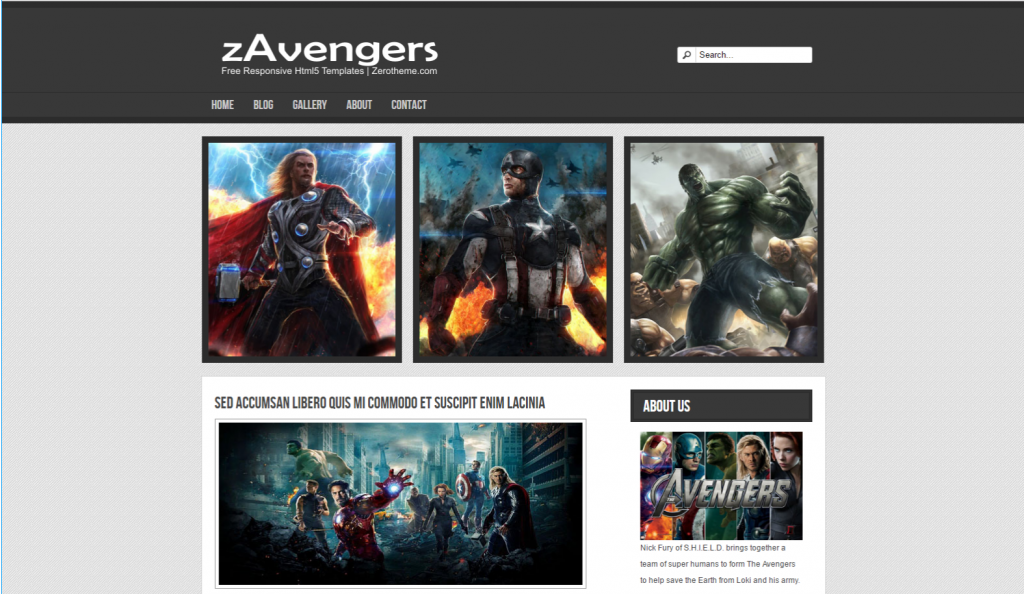 zAvengers
Free Responsive Html5 Templates | Zerotheme.com
Search...
HOME BLOG GALLERY ABOUT CONTACT
SED ACCUMSAN LIBERO QUIS MI COMMODO ET SUSCIPIT ENIM LACINIA
ABOUT US
AVENGERS
Nick Fury of S.H.I.E.L.D. brings together a
team of super humans to form The Avengers
to help save the Earth from Loki and his army.